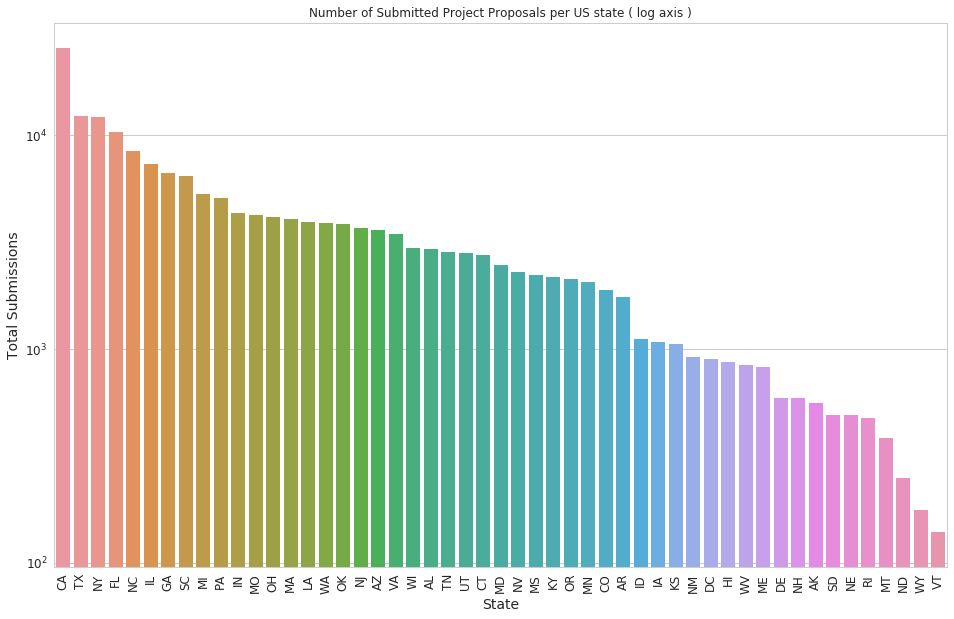 Number of Submitted Project Proposals per US state ( log axis )
Total Submissions
10^4
10^3
10^2
CA TX NY FL NC IL GA SC MI PA IN MO OH MA LA WA OK NJ AZ VA WI AL TN UT CT MD NV MS KY OR MN CO AR ID IA KS NM DC HI WV ME DE NH AK SD NE RI MT ND WY VT
State